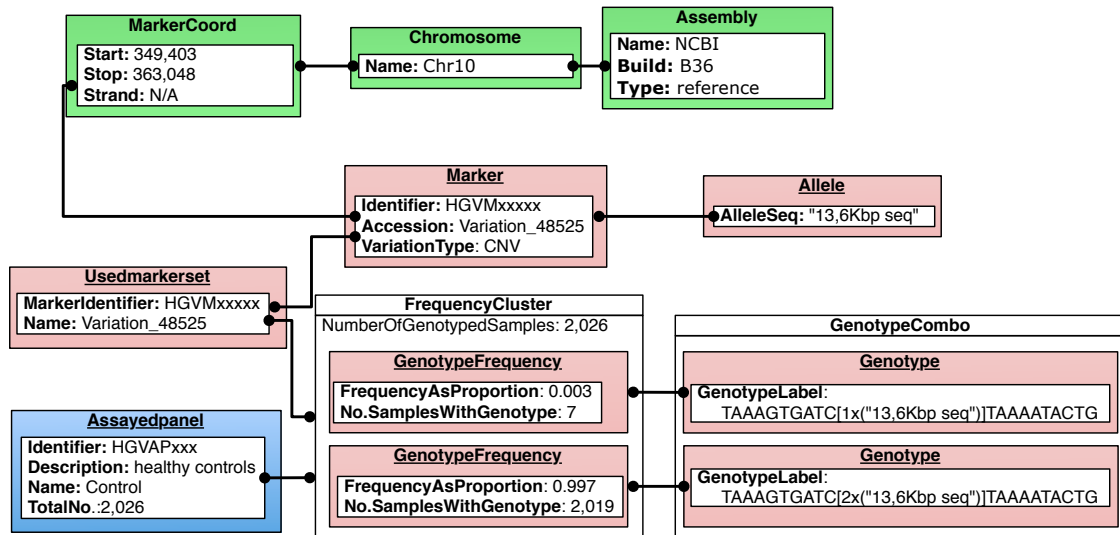 MarkerCoord
Start: 349,403
Stop: 363,048
Strand: N/A
Chromosome
Name: Chr10
Assembly
Name: NCBI
Build: B36
Type: reference
Marker
Identifier: HGVMxxxxx
Accession: Variation_48525
VariationType: CNV
Allele
AlleleSeq: "13,6Kbp seq"
Usedmarkerset
MarkerIdentifier: HGVMxxxxx
Name: Variation_48525
FrequencyCluster
NumberOfGenotypedSamples: 2,026
GenotypeFrequency
FrequencyAsProportion: 0.003
No.SamplesWithGenotype: 7
GenotypeFrequency
FrequencyAsProportion: 0.997
No.SamplesWithGenotype: 2,019
GenotypeCombo
Genotype
GenotypeLabel:
TAAAGTGATC[1x("13,6Kbp seq")]TAAAATACTG
Genotype
GenotypeLabel:
TAAAGTGATC[2x("13,6Kbp seq")]TAAAATACTG
Assayedpanel
Identifier: HGVAPxxx
Description: healthy controls
Name: Control
TotalNo.:2,026